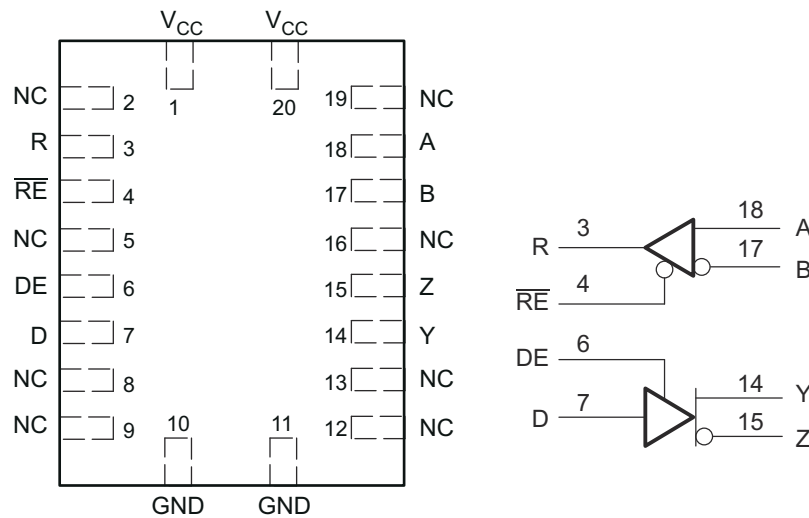 VCC VCC
NC 2 1 20 19 NC
R 3 18 A
R̅E̅ 4 17 B
NC 5 16 NC
DE 6 15 Z
D 7 14 Y
NC 8 13 NC
NC 9 10 11 12 NC
GND GND
R 3 18 A
17 B
R̅E̅ 4
DE 6
D 7 14 Y
15 Z